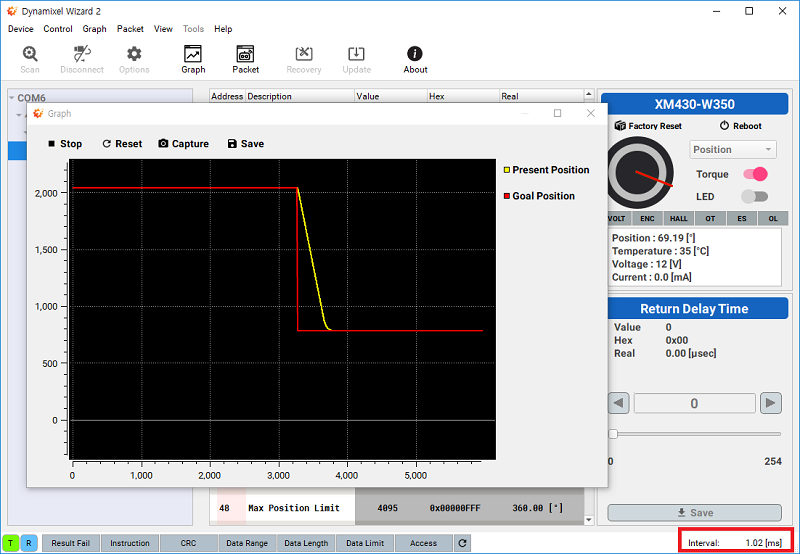 Dynamixel Wizard 2
Device Control Graph Packet View Tools Help
Scan Disconnect Options Graph Packet Recovery Update About
COM6
Address Description Value Hex Real
Graph
Stop Reset Capture Save
2,000
1,500
1,000
500
0
0 1,000 2,000 3,000 4,000 5,000
Present Position
Goal Position
48 Max Position Limit 4095 0x00000FFF 360.00 [°]
XM430-W350
Factory Reset Reboot
Position
Torque
LED
VOLT ENC HALL OT ES OL
Position : 69.19 [°]
Temperature : 35 [°C]
Voltage : 12 [V]
Current : 0.0 [mA]
Return Delay Time
Value 0
Hex 0x00
Real 0.00 [μsec]
0
0 254
Save
T R Result Fail Instruction CRC Data Range Data Length Data Limit Access
Interval: 1.02 [ms]